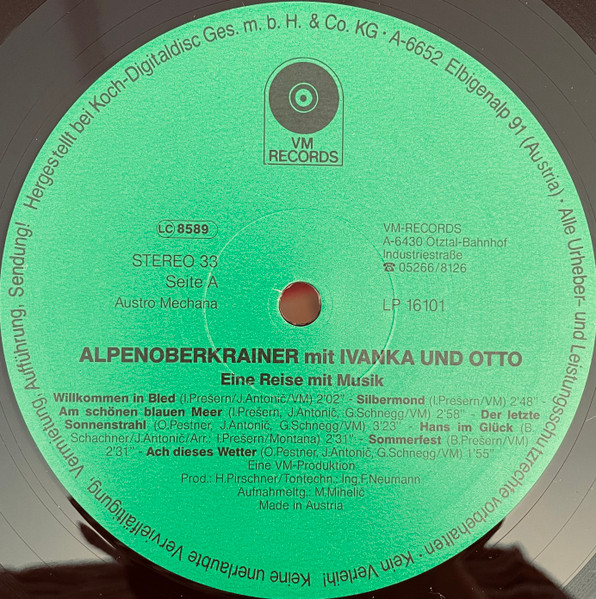 Hergestellt bei Koch-Digitaldisc Ges. m. b. H. & Co. KG · A-6652 Elbigenalp 91 (Austria) · Alle Urheber- und Leistungsschutzrechte vorbehalten · Kein Verleih! Keine unerlaubte Vervielfältigung, Vermietung, Aufführung, Sendung!
VM
RECORDS
LC 8589
STEREO 33
Seite A
Austro Mechana
VM-RECORDS
A-6430 Ötztal-Bahnhof
Industriestraße
☎ 05266/8126
LP 16101
ALPENOBERKRAINER mit IVANKA UND OTTO
Eine Reise mit Musik
Willkommen in Bled (I.Prešern/J.Antonič/VM) 2'02" - Silbermond (I.Prešern/VM) 2'48" -
Am schönen blauen Meer (I.Prešern, J.Antonič, G.Schnegg/VM) 2'58" - Der letzte
Sonnenstrahl (O.Pestner, J.Antonič, G.Schnegg/VM) 3'23" - Hans im Glück (B.
Schachner/J.Antonič/Arr.: I.Prešern/Montana) 2'31" - Sommerfest (B.Prešern/VM)
2'31" - Ach dieses Wetter (O.Pestner, J.Antonič, G.Schnegg/VM) 1'55"
Eine VM-Produktion
Prod.: H.Pirschner/Tontechn.: Ing.F.Neumann
Aufnahmeltg.: M.Mihelič
Made in Austria